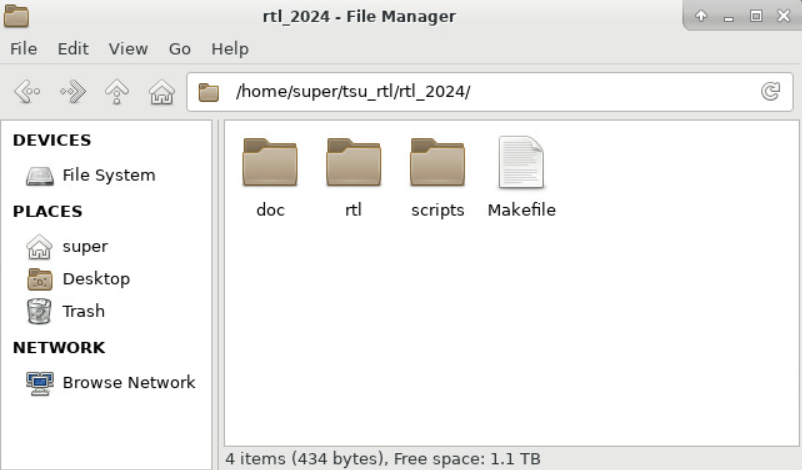 rtl_2024 - File Manager
File Edit View Go Help
/home/super/tsu_rtl/rtl_2024/
DEVICES
File System
PLACES
super
Desktop
Trash
NETWORK
Browse Network
doc rtl scripts Makefile
4 items (434 bytes), Free space: 1.1 TB